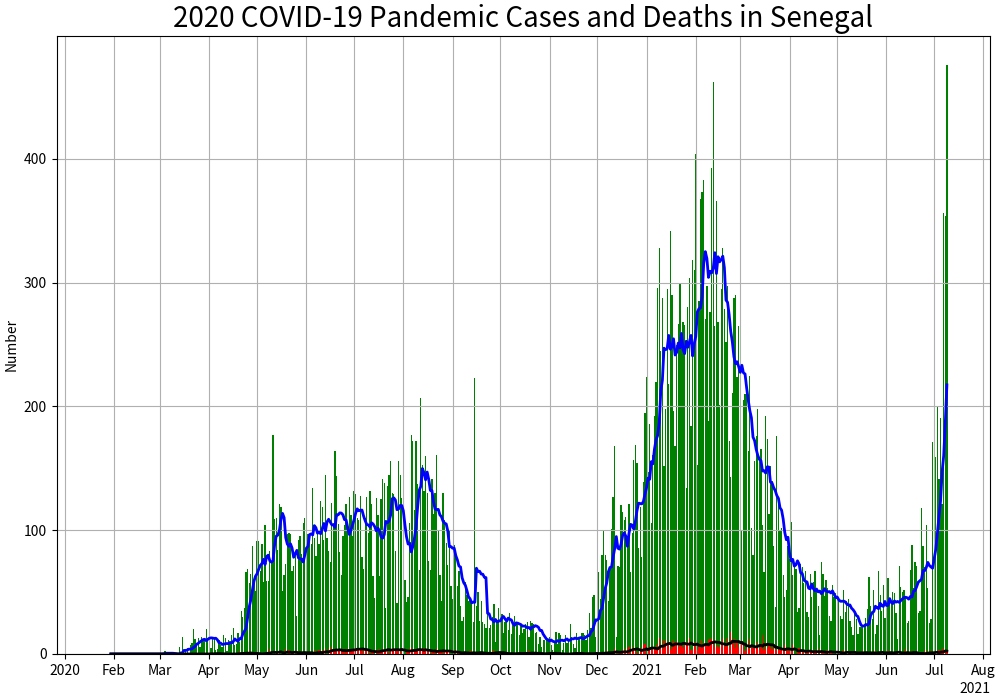 2020 COVID-19 Pandemic Cases and Deaths in Senegal
Number
400
300
200
100
0
2020 Feb Mar Apr May Jun Jul Aug Sep Oct Nov Dec 2021 Feb Mar Apr May Jun Jul Aug
2021